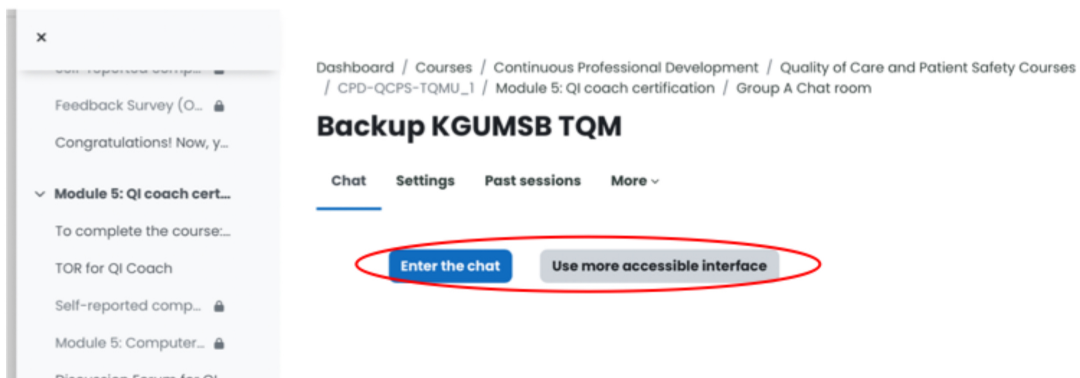 ×
Feedback Survey (O...
Congratulations! Now, y...
Module 5: QI coach cert...
To complete the course:...
TOR for QI Coach
Self-reported comp...
Module 5: Computer...
Dashboard / Courses / Continuous Professional Development / Quality of Care and Patient Safety Courses
/ CPD-QCPS-TQMU_1 / Module 5: QI coach certification / Group A Chat room
Backup KGUMSB TQM
Chat Settings Past sessions More
Enter the chat Use more accessible interface